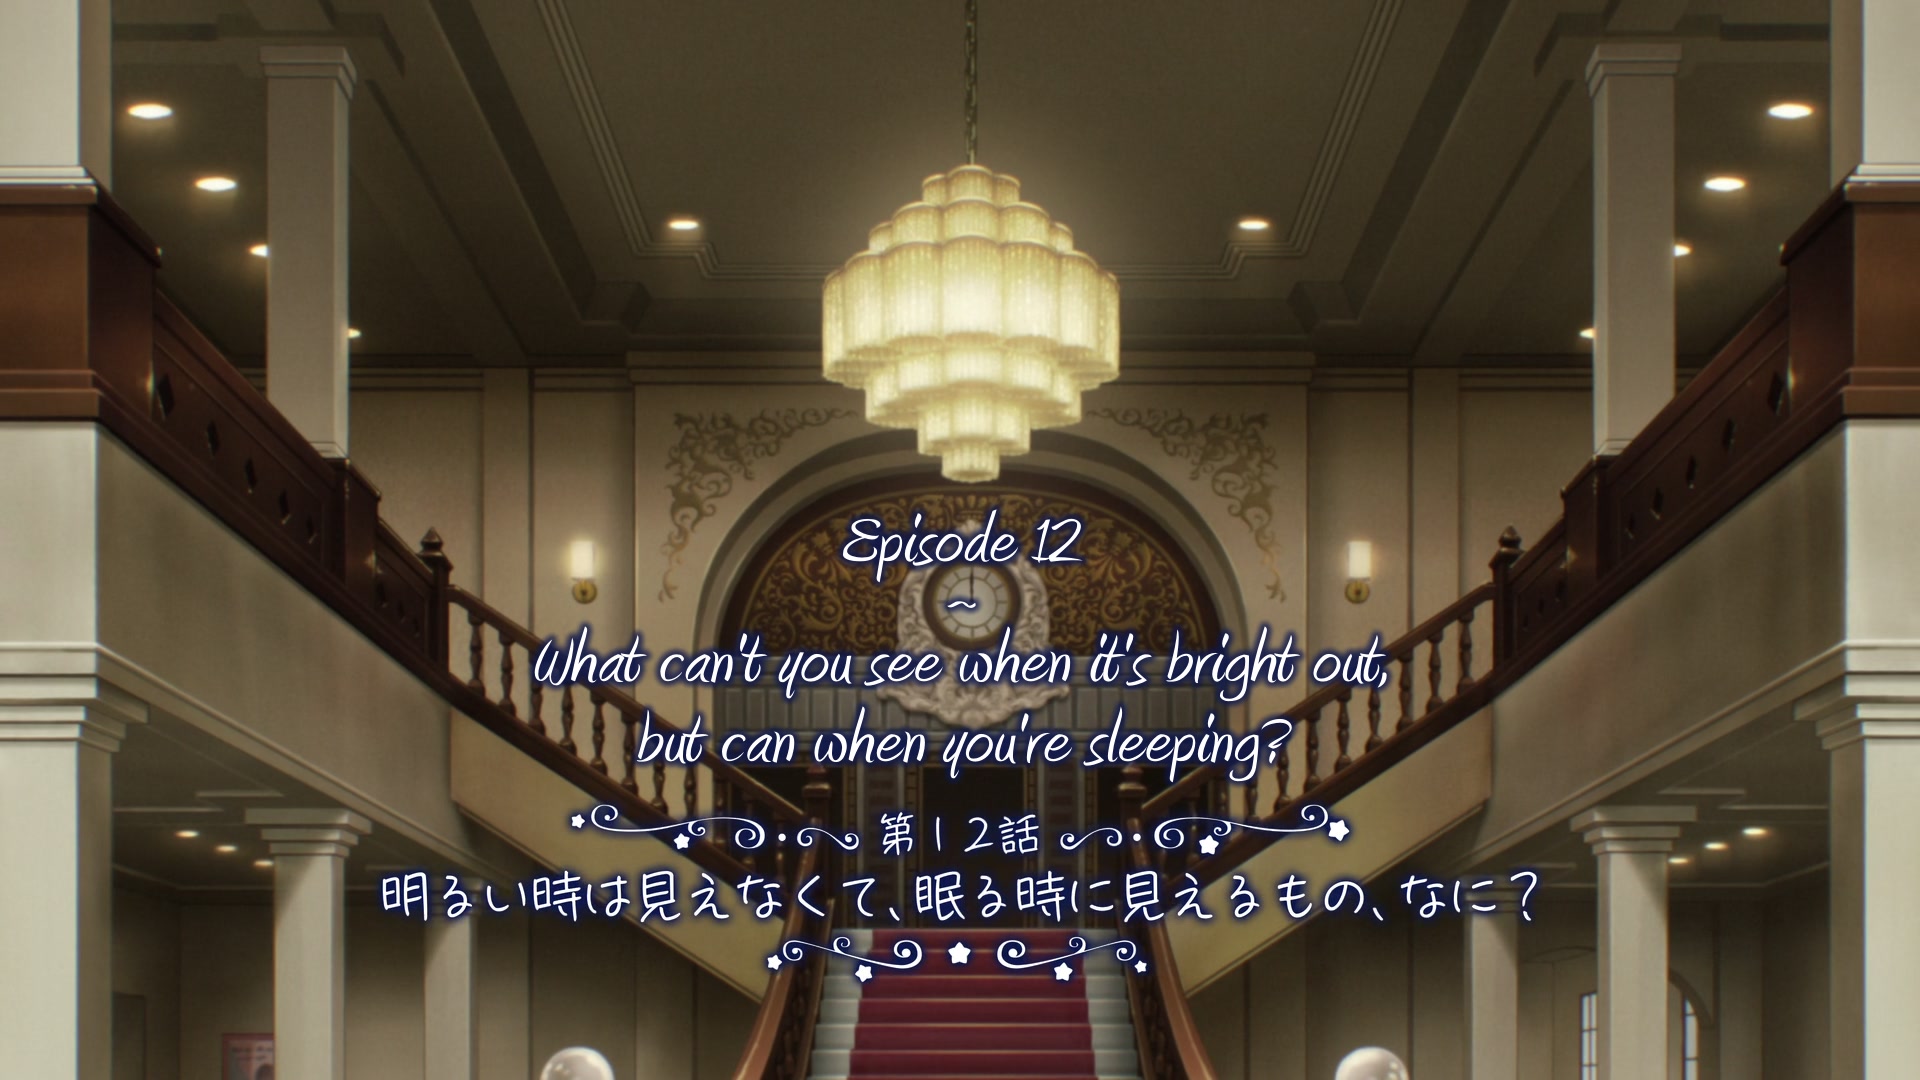 Episode 12
~
What can't you see when it's bright out,
but can when you're sleeping?
第12話
明るい時は見えなくて、眠る時に見えるもの、なに？